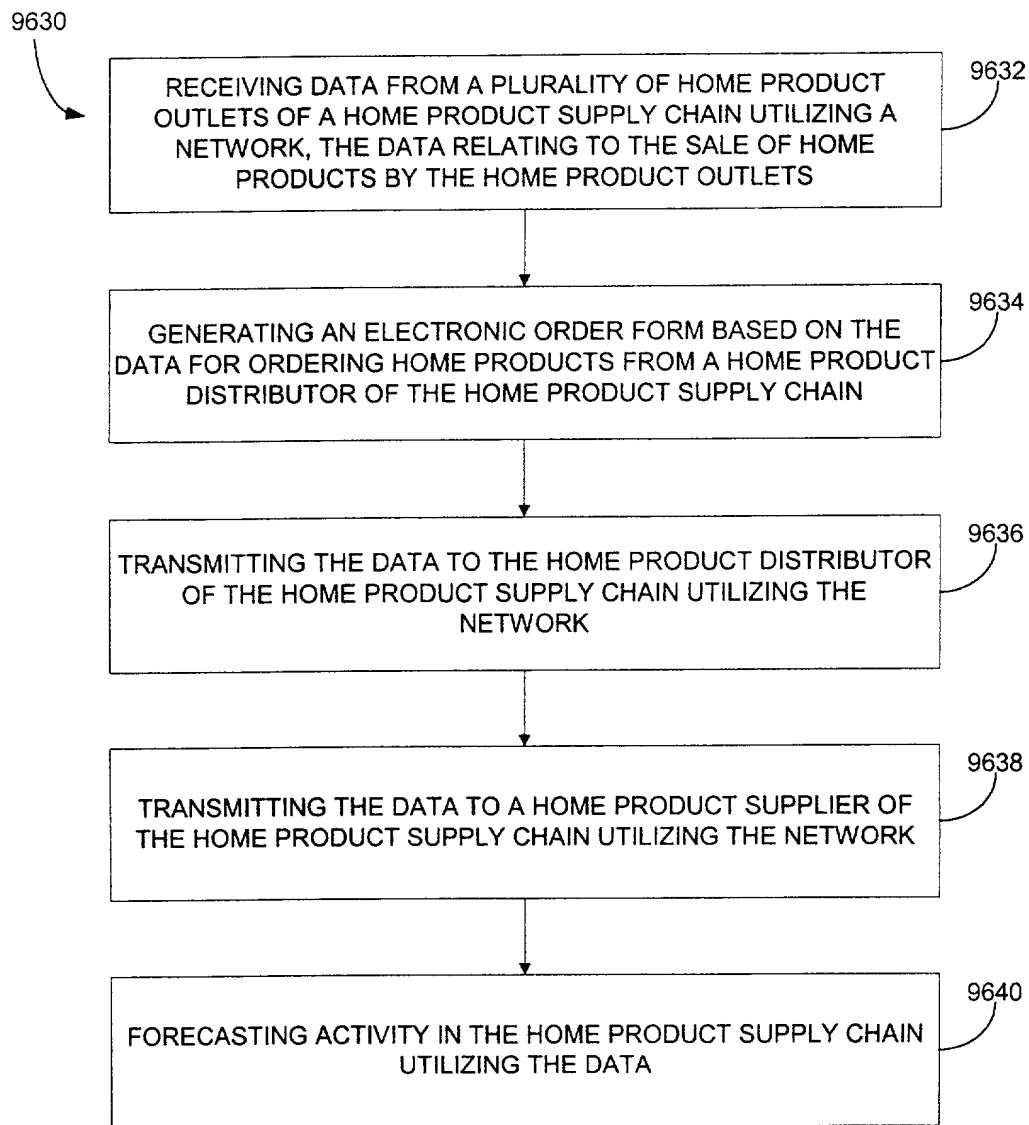 9630
9632
RECEIVING DATA FROM A PLURALITY OF HOME PRODUCT
OUTLETS OF A HOME PRODUCT SUPPLY CHAIN UTILIZING A
NETWORK, THE DATA RELATING TO THE SALE OF HOME
PRODUCTS BY THE HOME PRODUCT OUTLETS
9634
GENERATING AN ELECTRONIC ORDER FORM BASED ON THE
DATA FOR ORDERING HOME PRODUCTS FROM A HOME PRODUCT
DISTRIBUTOR OF THE HOME PRODUCT SUPPLY CHAIN
9636
TRANSMITTING THE DATA TO THE HOME PRODUCT DISTRIBUTOR
OF THE HOME PRODUCT SUPPLY CHAIN UTILIZING THE
NETWORK
9638
TRANSMITTING THE DATA TO A HOME PRODUCT SUPPLIER OF
THE HOME PRODUCT SUPPLY CHAIN UTILIZING THE NETWORK
9640
FORECASTING ACTIVITY IN THE HOME PRODUCT SUPPLY CHAIN
UTILIZING THE DATA